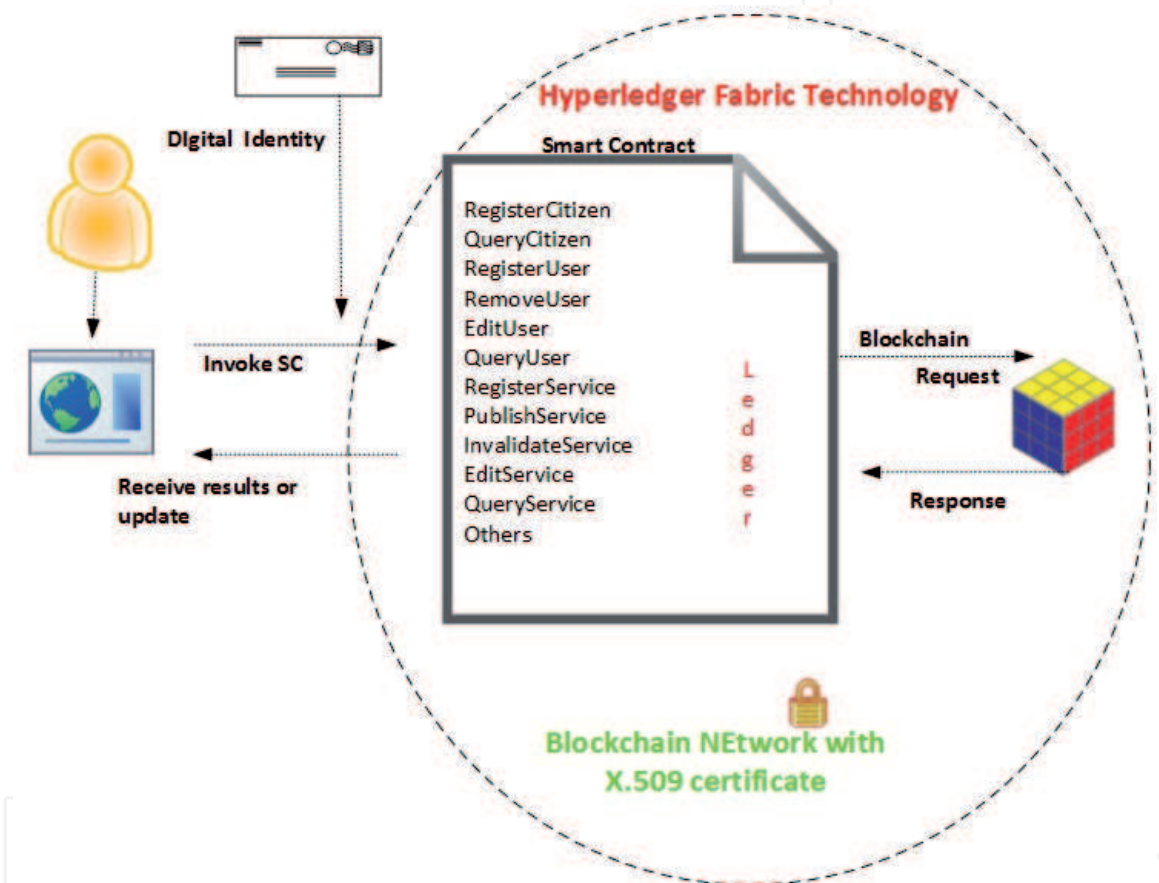 Hyperledger Fabric Technology
DIgital Identity
Smart Contract
RegisterCitizen
QueryCitizen
RegisterUser
RemoveUser
EditUser
QueryUser
RegisterService
PublishService
InvalidateService
EditService
QueryService
Others
Ledger
Invoke SC
Receive results or
update
Blockchain
Request
Response
Blockchain NEtwork with
X.509 certificate